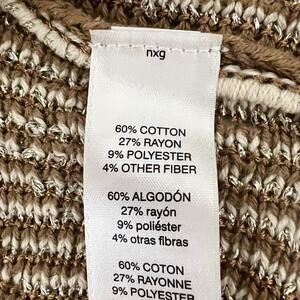 nxg
60% COTTON
27% RAYON
9% POLYESTER
4% OTHER FIBER
60% ALGODÓN
27% rayón
9% poliéster
4% otras fibras
60% COTON
27% RAYONNE
9% POLYESTER